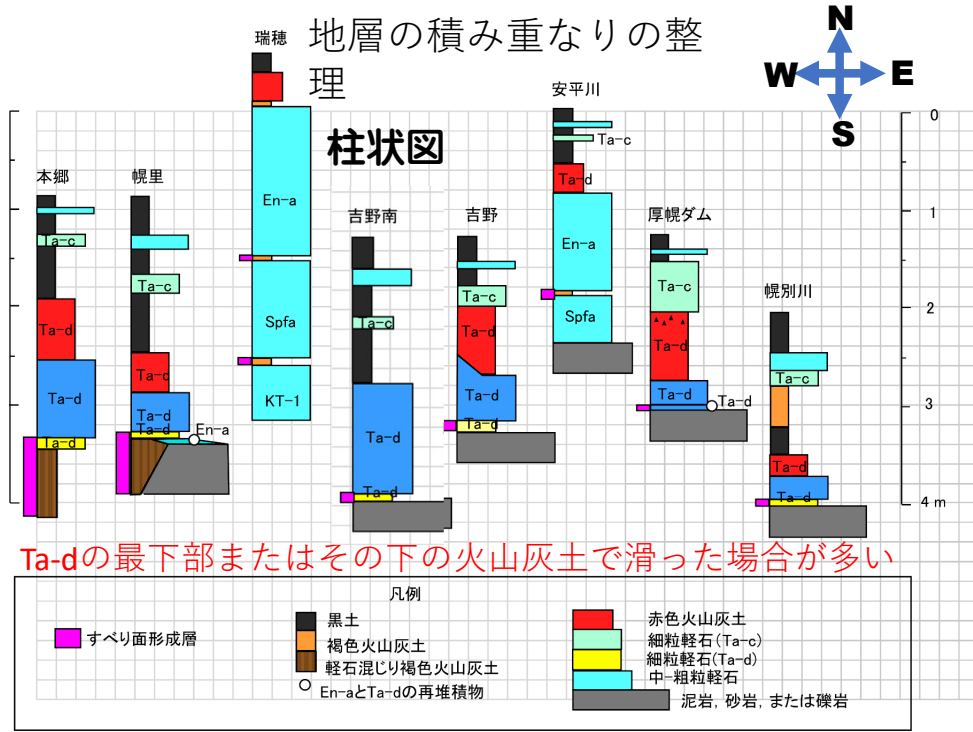 地層の積み重なりの整
理
柱状図
N
W
E
S
瑞穂
En-a
Spfa
KT-1
本郷
Ta-c
Ta-d
Ta-d
Ta-d
幌里
Ta-c
Ta-d
Ta-d
Ta-d
En-a
吉野南
Ta-c
Ta-d
Ta-d
吉野
Ta-c
Ta-d
Ta-d
Ta-d
安平川
Ta-c
Ta-d
En-a
Spfa
厚幌ダム
Ta-c
Ta-d
Ta-d
Ta-d
幌別川
Ta-c
Ta-d
Ta-d
0
1
2
3
4 m
Ta-dの最下部またはその下の火山灰土で滑った場合が多い
凡例
すべり面形成層
黒土
褐色火山灰土
軽石混じり褐色火山灰土
En-aとTa-dの再堆積物
赤色火山灰土
細粒軽石(Ta-c)
細粒軽石(Ta-d)
中-粗粒軽石
泥岩, 砂岩, または礫岩